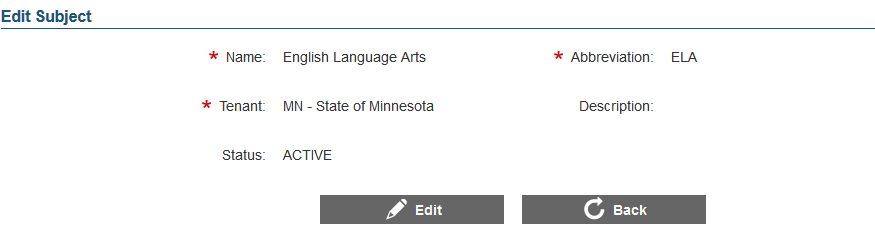 Edit Subject
* Name: English Language Arts * Abbreviation: ELA
* Tenant: MN - State of Minnesota Description:
Status: ACTIVE
Edit Back